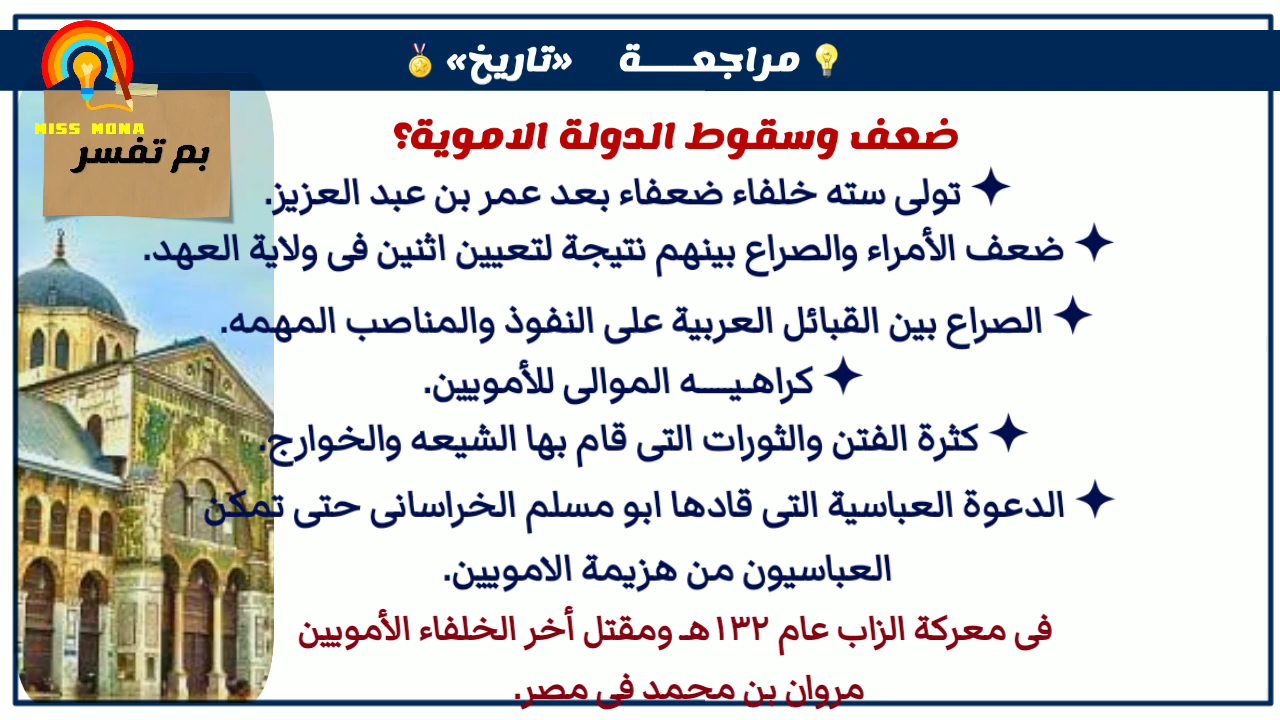 مراجعـــــة «تاريخ»
MISS MONA
بم تفسر
ضعف وسقوط الدولة الاموية؟
تولى سته خلفاء ضعفاء بعد عمر بن عبد العزيز.
ضعف الأمراء والصراع بينهم نتيجة لتعيين اثنين فى ولاية العهد.
الصراع بين القبائل العربية على النفوذ والمناصب المهمه.
كراهـيــــه الموالى للأمويين.
كثرة الفتن والثورات التى قام بها الشيعه والخوارج.
الدعوة العباسية التى قادها ابو مسلم الخراسانى حتى تمكن
العباسيون من هزيمة الامويين.
فى معركة الزاب عام ١٣٢هـ ومقتل أخر الخلفاء الأمويين
مروان بن محمد فى مصر.